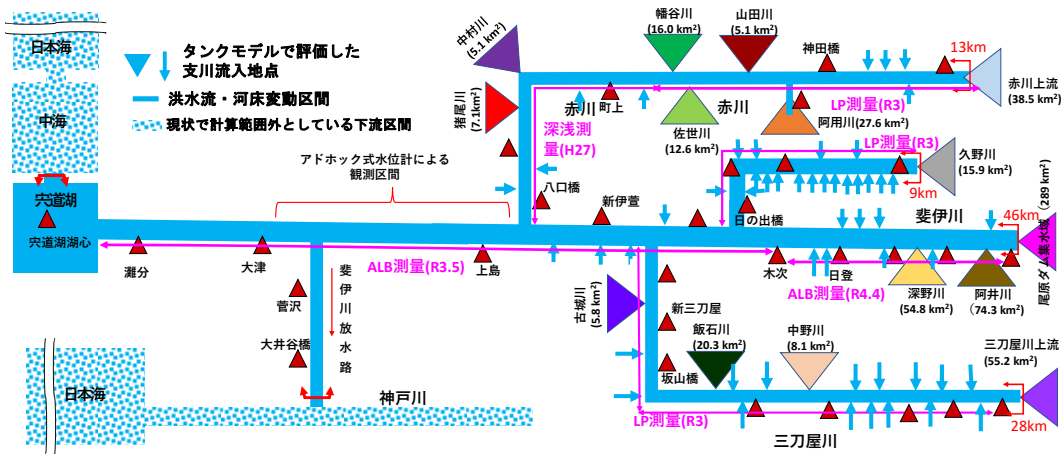 日本海
中海
宍道湖
宍道湖湖心
タンクモデルで評価した
支川流入地点
洪水流・河床変動区間
現状で計算範囲外としている下流区間
アドホック式水位計による
観測区間
中村川
(5.1 km²)
猪尾川
(7.1km²)
幡谷川
(16.0 km²)
山田川
(5.1 km²)
神田橋
13km
赤川上流
(38.5 km²)
赤川
町上
赤川
LP測量(R3)
深浅測
量(H27)
佐世川
(12.6 km²)
阿用川(27.6 km²)
LP測量(R3)
久野川
(15.9 km²)
9km
八口橋
新伊萱
日の出橋
斐伊川
46km
尾原ダム集水域 (289 km²)
灘分
大津
ALB測量(R3.5)
上島
木次
日登
ALB測量(R4.4)
深野川
(54.8 km²)
阿井川
(74.3 km²)
菅沢
大井谷橋
斐伊川放水路
古城川
(5.8 km²)
新三刀屋
坂山橋
飯石川
(20.3 km²)
中野川
(8.1 km²)
三刀屋川上流
(55.2 km²)
28km
LP測量(R3)
三刀屋川
日本海
神戸川